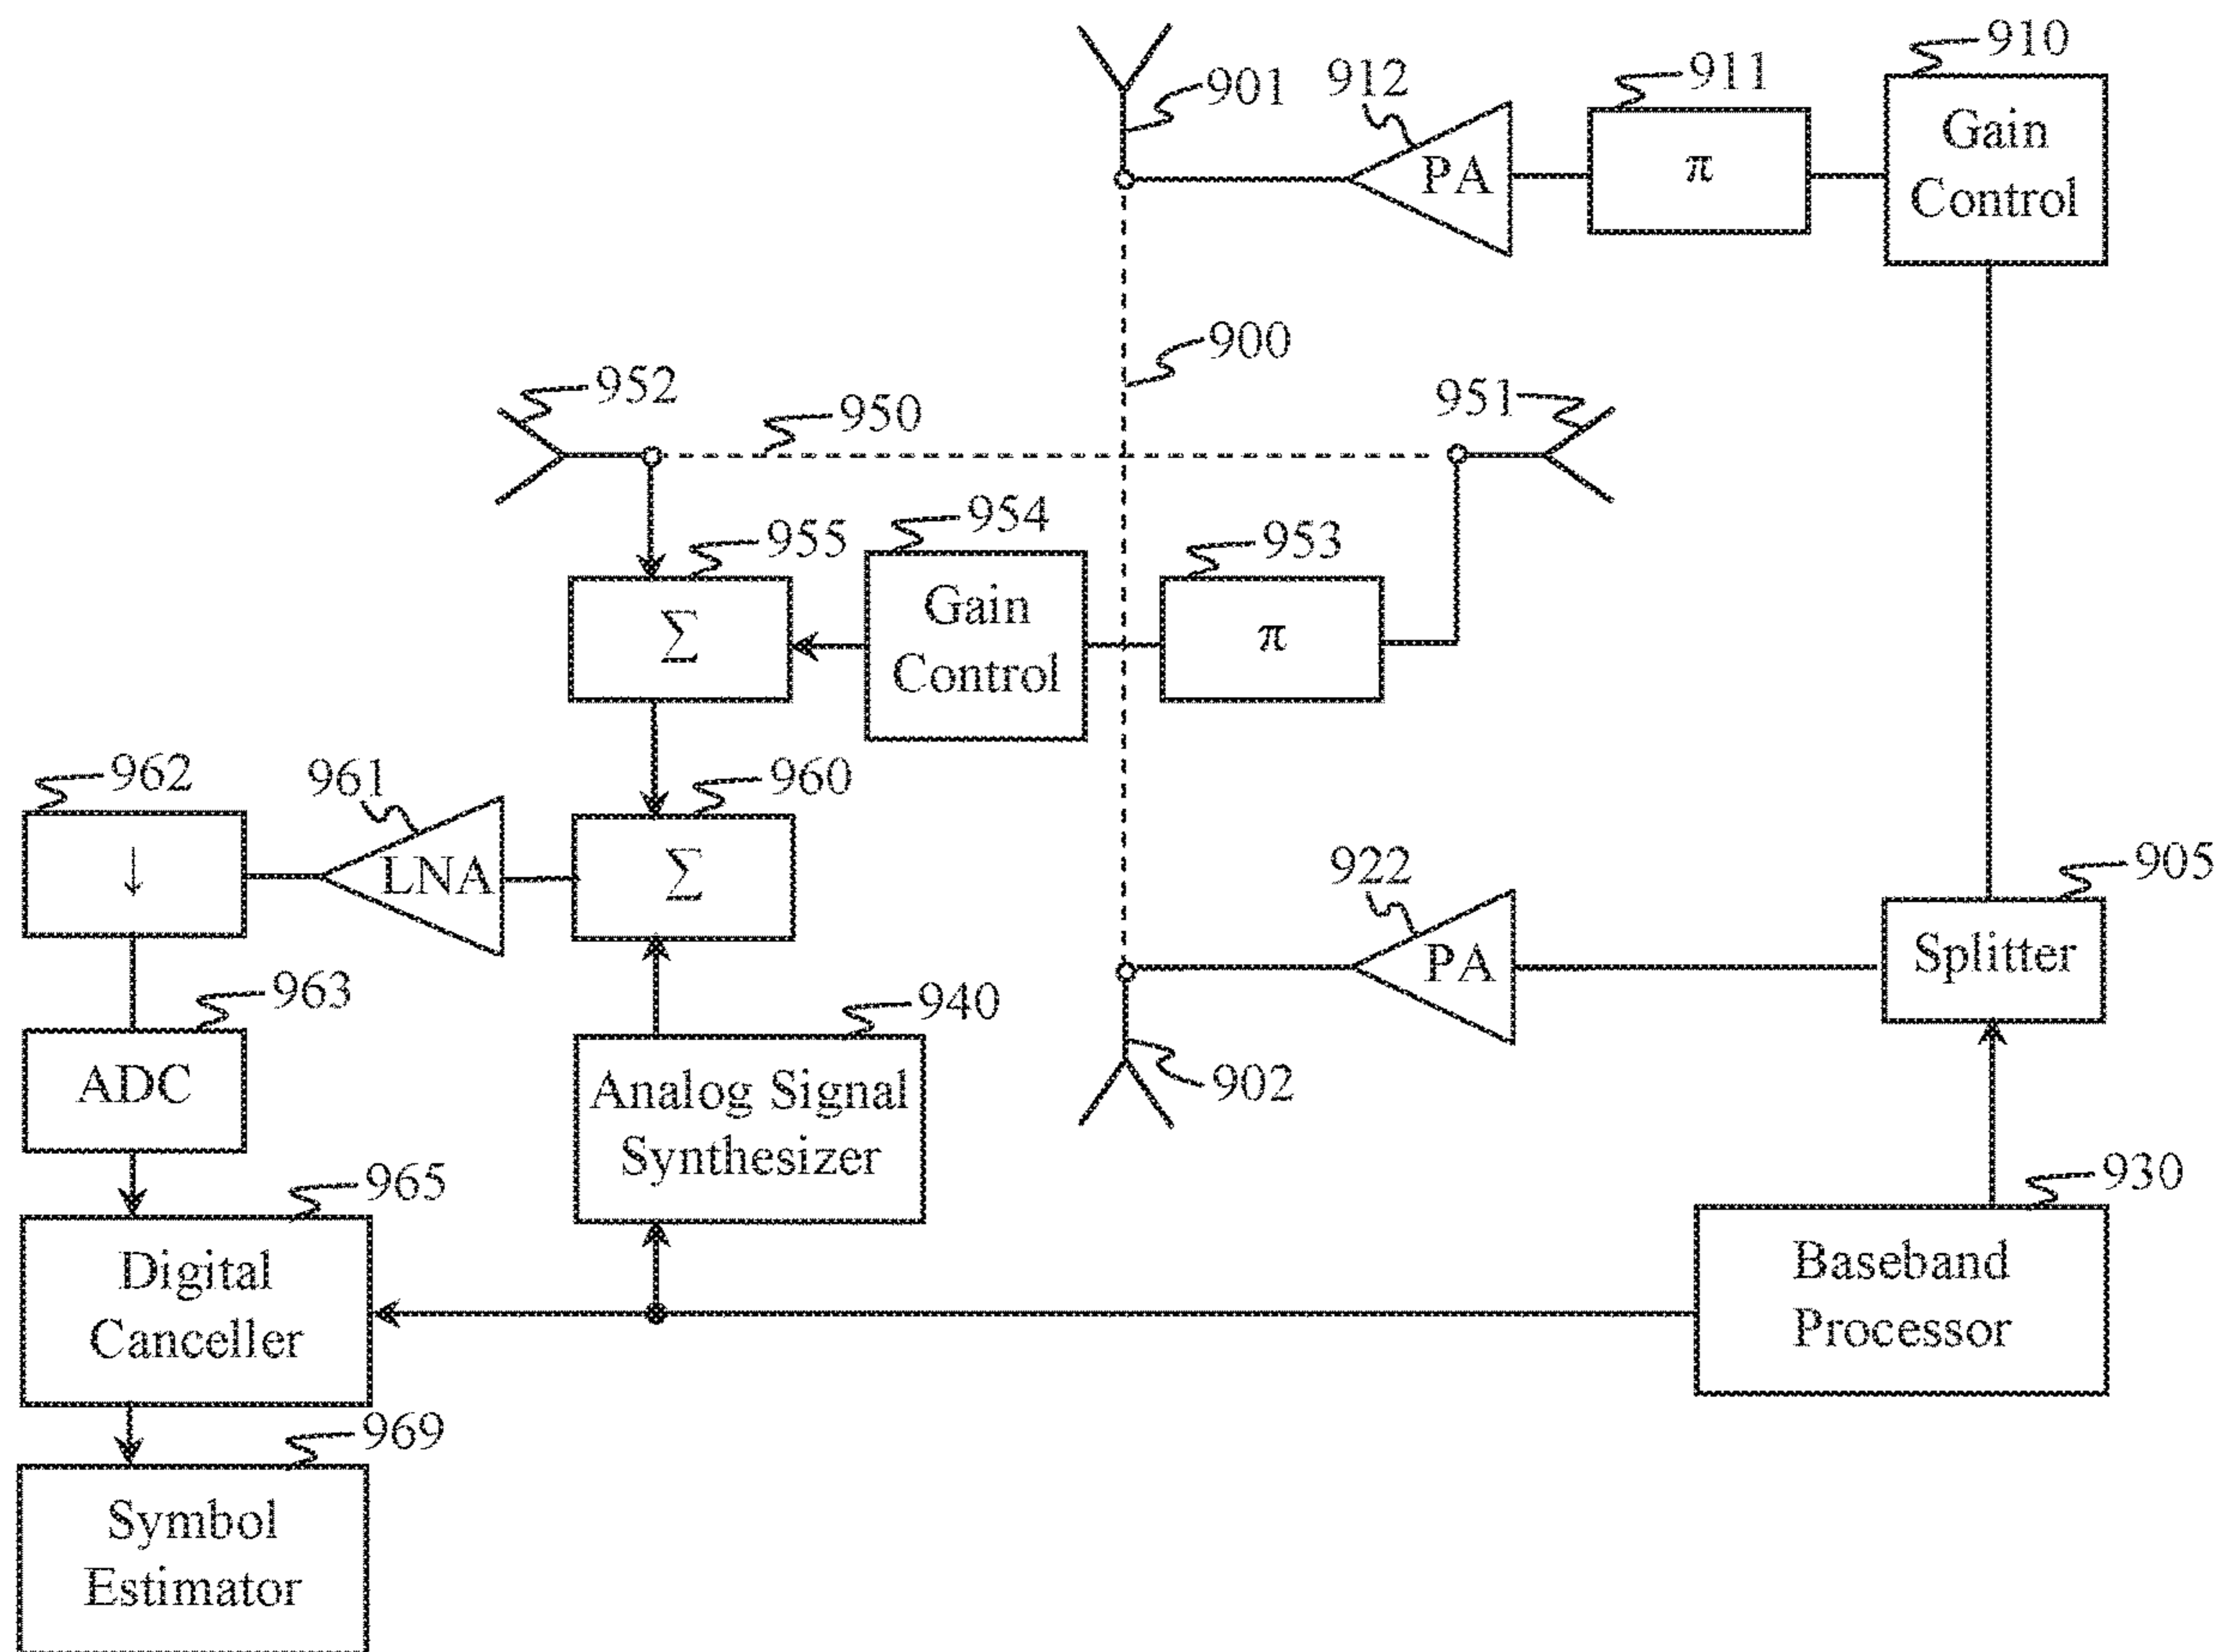 910
911
912
901
Gain
Control
π
PA
900
952
950
951
954
955
953
Gain
Control
Σ
π
962
961
960
↓
LNA
Σ
922
905
PA
Splitter
963
940
ADC
Analog Signal
Synthesizer
902
965
930
Digital
Canceller
Baseband
Processor
969
Symbol
Estimator